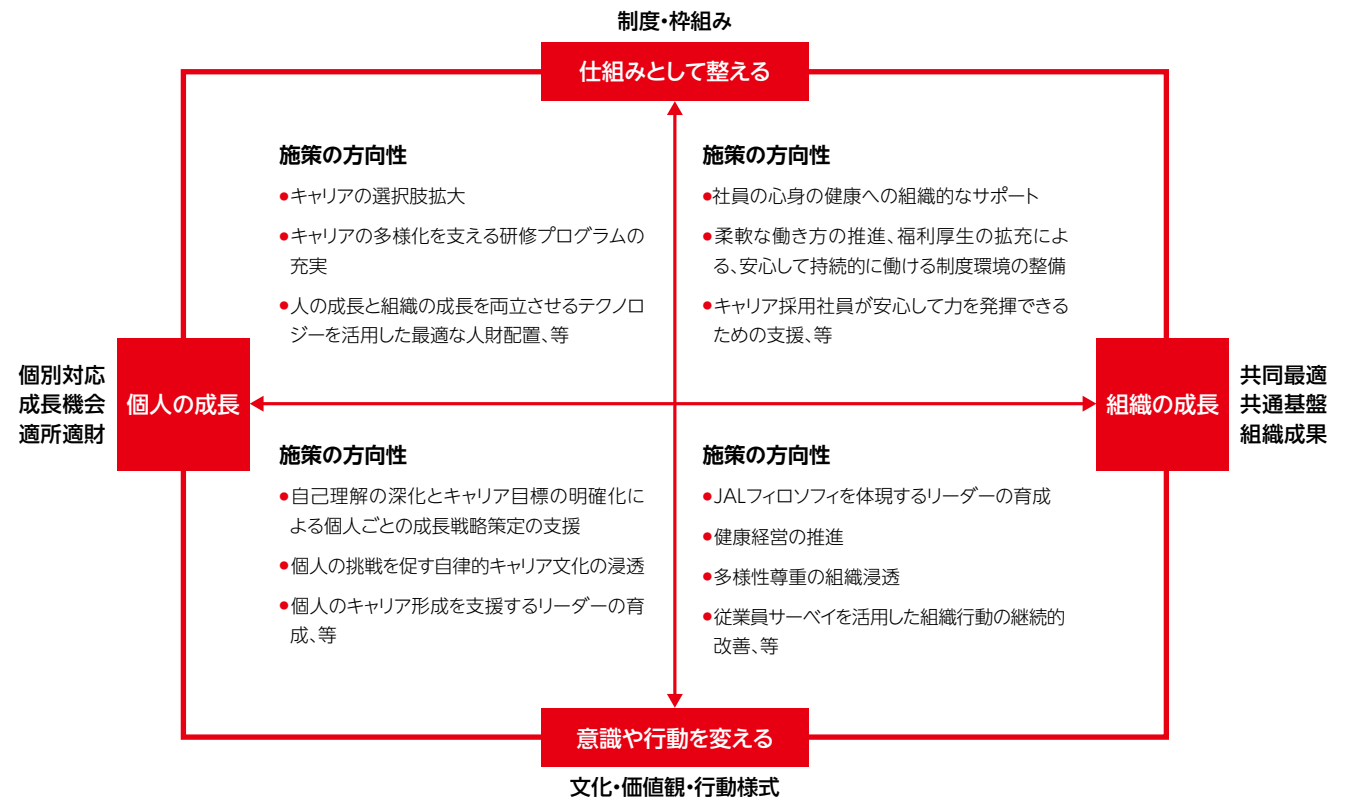 制度・枠組み
仕組みとして整える
施策の方向性
●キャリアの選択肢拡大
●キャリアの多様化を支える研修プログラムの
充実
●人の成長と組織の成長を両立させるテクノロ
ジーを活用した最適な人財配置、等
施策の方向性
●社員の心身の健康への組織的なサポート
●柔軟な働き方の推進、福利厚生の拡充によ
る、安心して持続的に働ける制度環境の整備
●キャリア採用社員が安心して力を発揮できる
ための支援、等
個別対応
成長機会
適所適財
個人の成長
組織の成長
共同最適
共通基盤
組織成果
施策の方向性
●自己理解の深化とキャリア目標の明確化に
よる個人ごとの成長戦略策定の支援
●個人の挑戦を促す自律的キャリア文化の浸透
●個人のキャリア形成を支援するリーダーの育
成、等
施策の方向性
●JALフィロソフィを体現するリーダーの育成
●健康経営の推進
●多様性尊重の組織浸透
●従業員サーベイを活用した組織行動の継続的
改善、等
意識や行動を変える
文化・価値観・行動様式